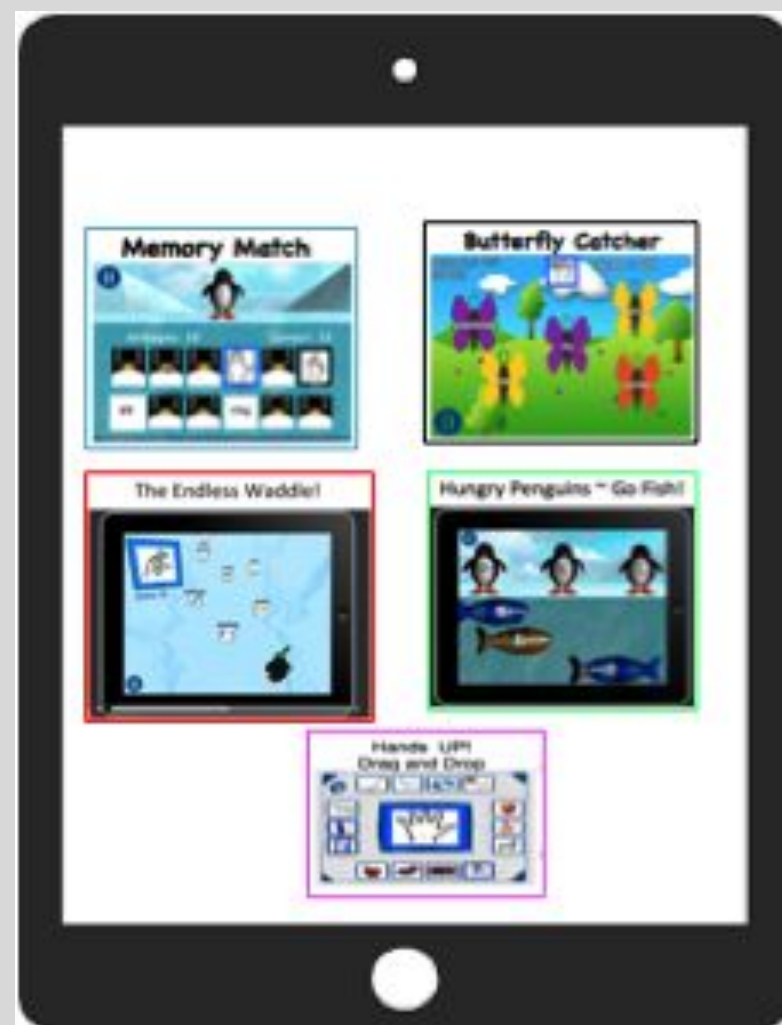 Memory Match
Butterfly Catcher
The Endless Waddle!
Hungry Penguins ~ Go Fish!
Hands UP!
Drag and Drop